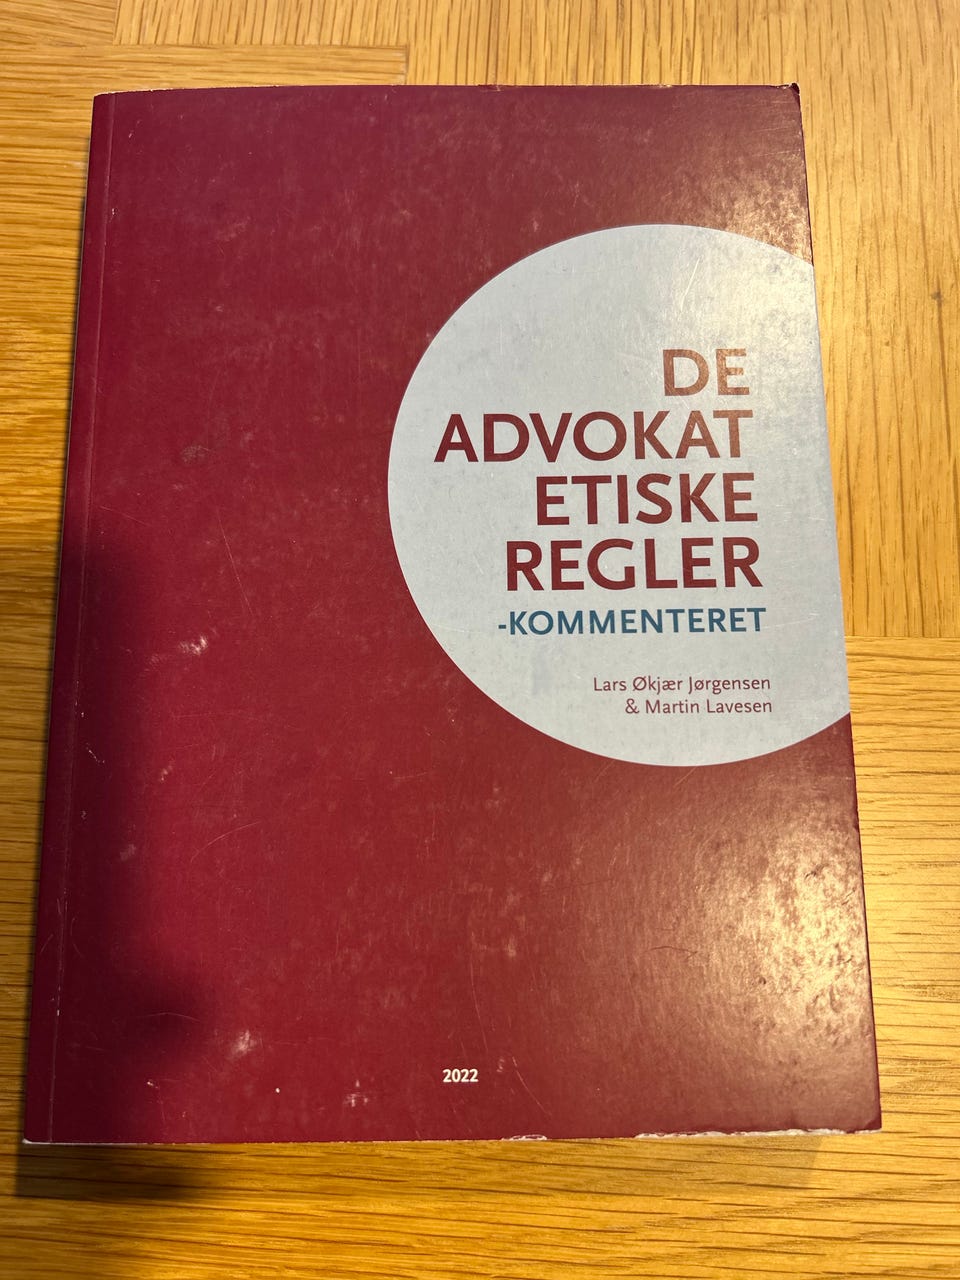 DE
ADVOKAT
ETISKE
REGLER
-KOMMENTERET
Lars Økjær Jørgensen
& Martin Lavesen
2022